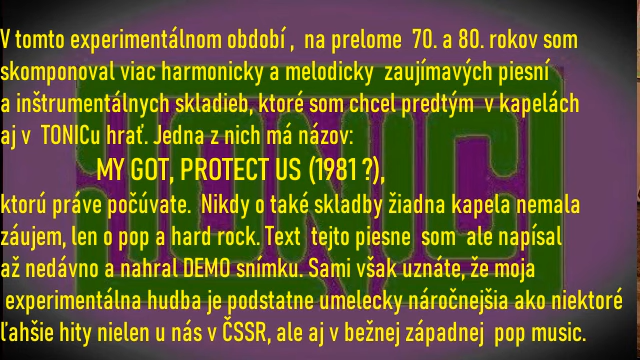 V tomto experimentálnom období , na prelome 70. a 80. rokov som
skomponoval viac harmonicky a melodicky zaujímavých piesní
a inštrumentálnych skladieb, ktoré som chcel predtým v kapelách
aj v TONICu hrať. Jedna z nich má názov:
MY GOT, PROTECT US (1981 ?),
ktorú práve počúvate. Nikdy o také skladby žiadna kapela nemala
záujem, len o pop a hard rock. Text tejto piesne som ale napísal
až nedávno a nahral DEMO snímku. Sami však uznáte, že moja
experimentálna hudba je podstatne umelecky náročnejšia ako niektoré
ľahšie hity nielen u nás v ČSSR, ale aj v bežnej západnej pop music.
TONIC